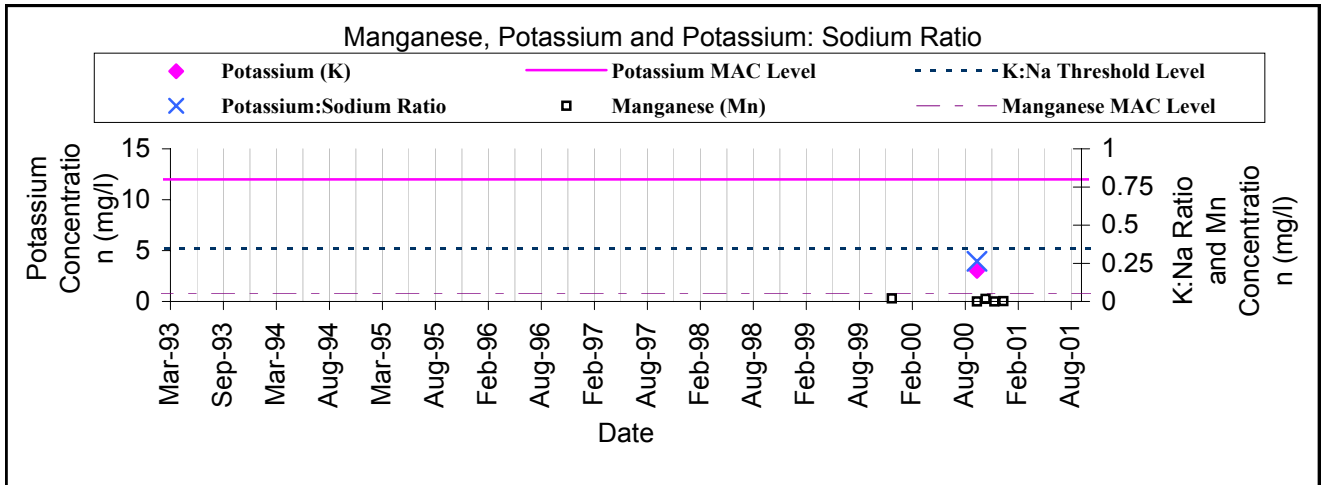 Manganese, Potassium and Potassium: Sodium Ratio
Potassium (K)
Potassium MAC Level
K:Na Threshold Level
Potassium:Sodium Ratio
Manganese (Mn)
Manganese MAC Level
Potassium
Concentratio
n (mg/l)
15
10
5
0
1
0.75
0.5
0.25
0
K:Na Ratio
and Mn
Concentratio
n (mg/l)
Mar-93
Sep-93
Mar-94
Aug-94
Mar-95
Aug-95
Feb-96
Aug-96
Feb-97
Aug-97
Feb-98
Aug-98
Feb-99
Aug-99
Feb-00
Aug-00
Feb-01
Aug-01
Date